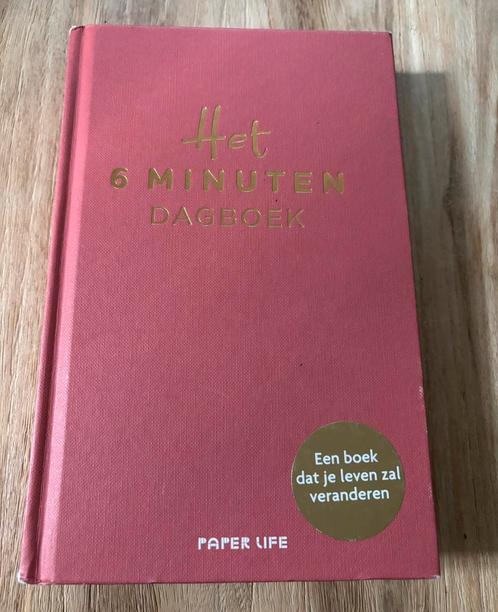 Het
6 MINUTEN
DAGBOEK
Een boek
dat je leven zal
veranderen
PAPER LIFE